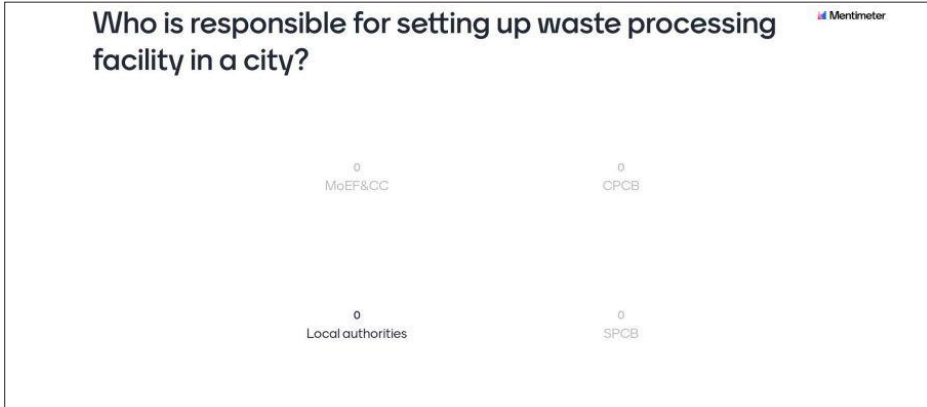 Who is responsible for setting up waste processing
facility in a city?
Mentimeter
0
MoEF&CC
0
CPCB
0
Local authorities
0
SPCB